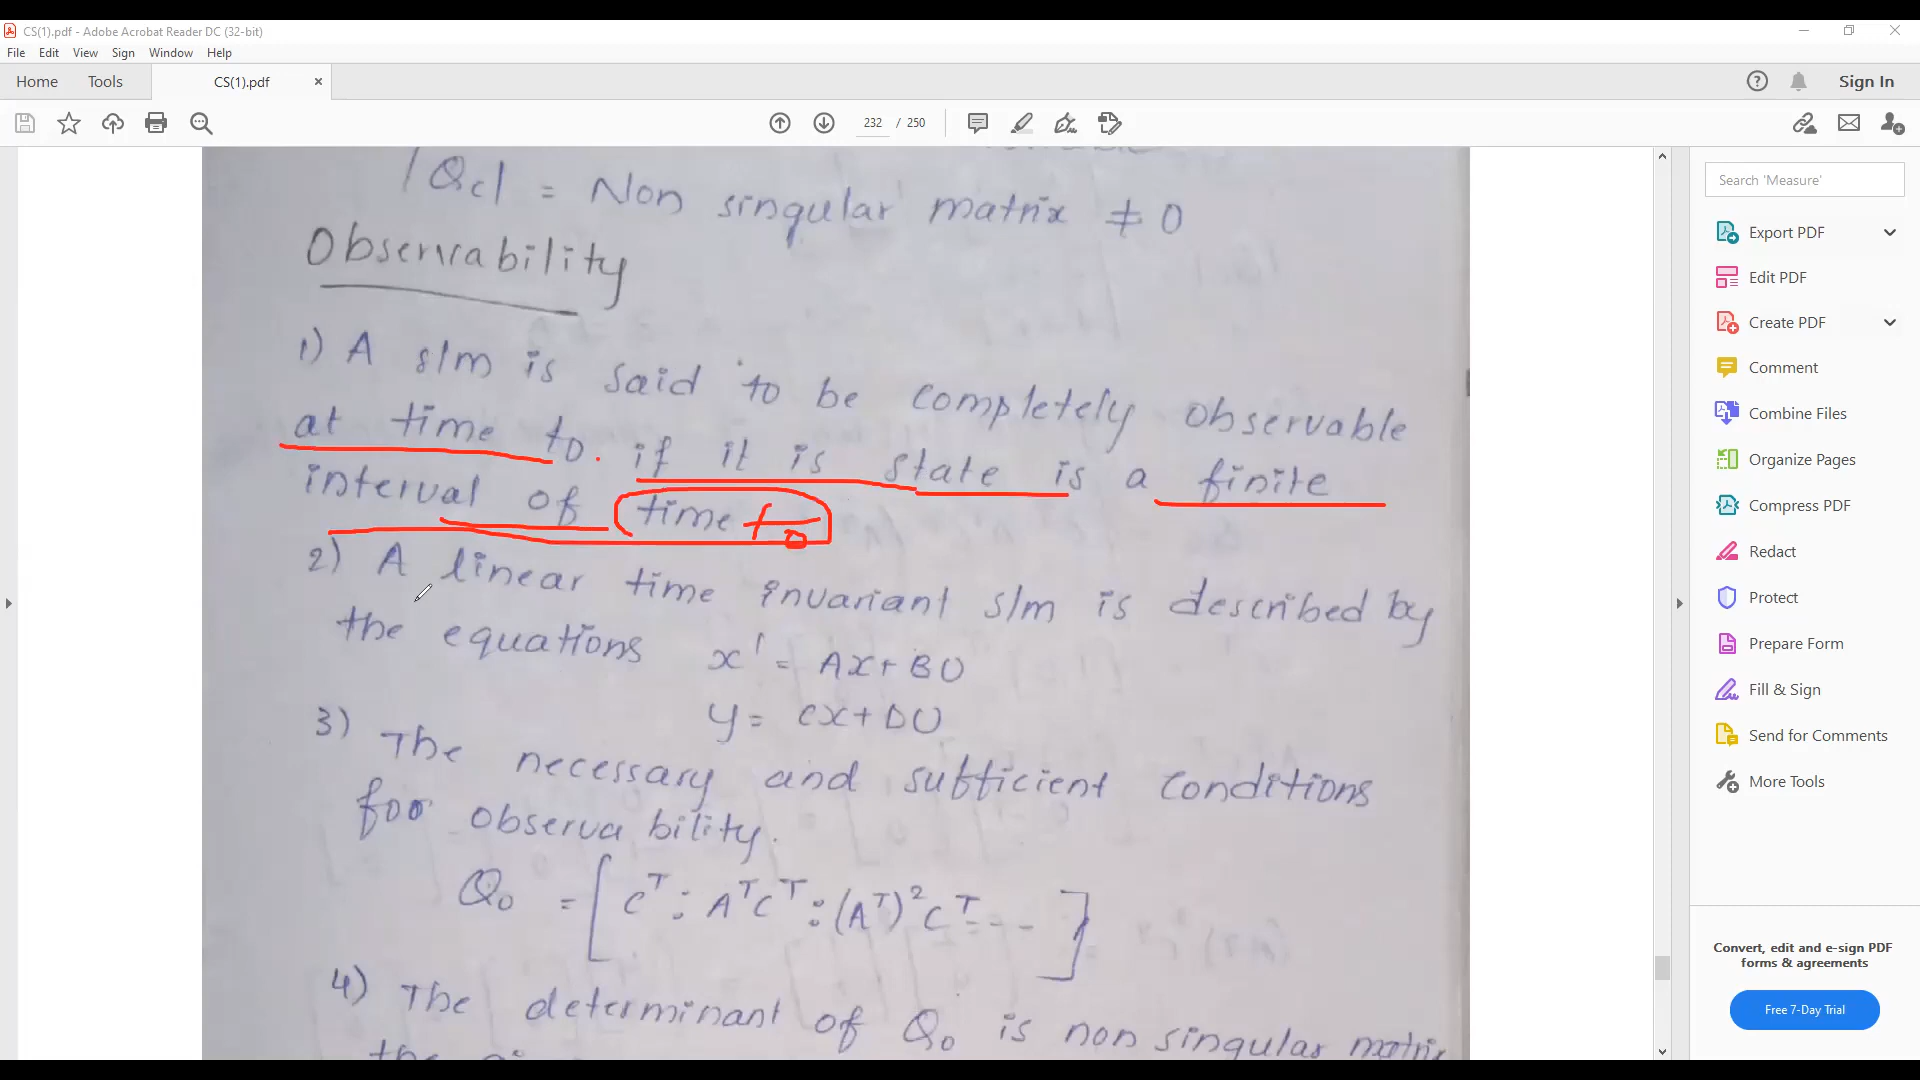 CS(1).pdf - Adobe Acrobat Reader DC (32-bit)
File Edit View Sign Window Help
Home Tools CS(1).pdf × Sign In
232 / 250
|Qc| = Non singular matrix ≠ 0
Observability
1) A s/m is said to be completely observable
at time to. if it is state is a finite
interval of time t0
2) A linear time invariant s/m is described by
the equations x' = AX+BU
y = CX+DU
3) The necessary and sufficient conditions
for observability.
Q0 = [C^T : A^T C^T : (A^T)^2 C^T - - - ]
4) The determinant of Q0 is non singular matrix
Search 'Measure'
Export PDF
Edit PDF
Create PDF
Comment
Combine Files
Organize Pages
Compress PDF
Redact
Protect
Prepare Form
Fill & Sign
Send for Comments
More Tools
Convert, edit and e-sign PDF
forms & agreements
Free 7-Day Trial